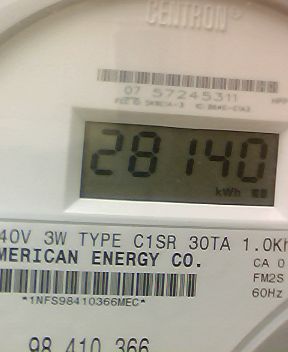 CENTRON®
07 57245311
28140
kWh
40V 3W TYPE C1SR 30TA 1.0Kh
MERICAN ENERGY CO.
CA 0
FM2S
60Hz
*1NFS98410366MEC*
98 410 366